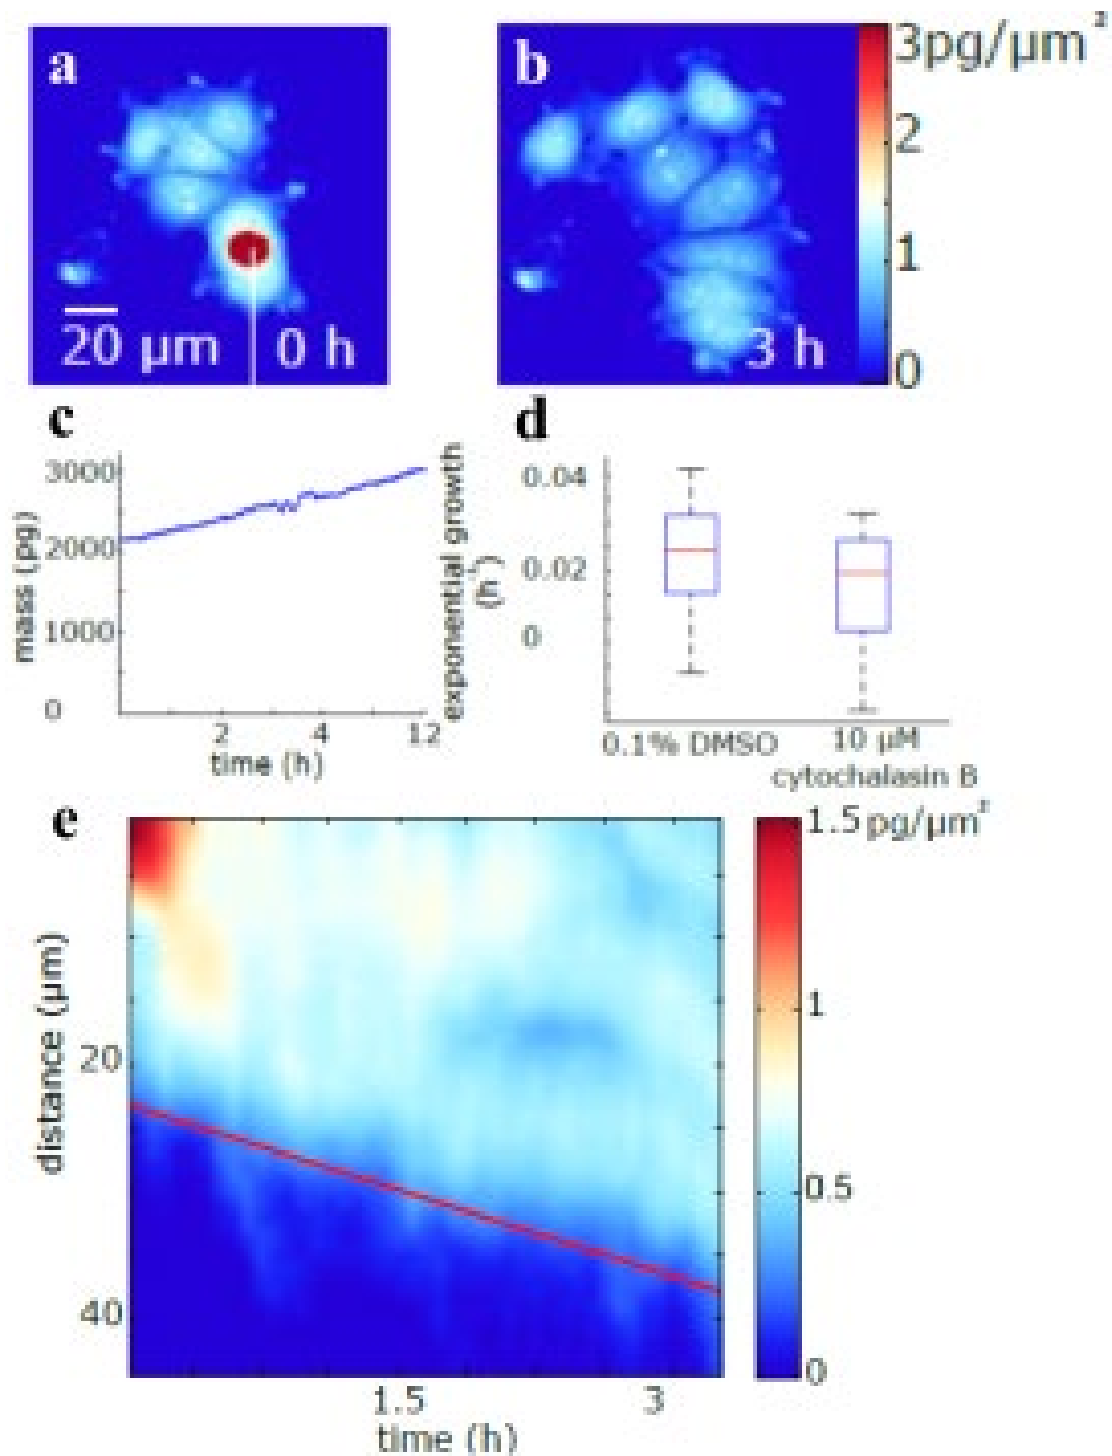 a
20 µm
0 h
b
3 h
3pg/µm²
2
1
0
c
mass (pg)
3000
2000
1000
0
2
4
12
time (h)
d
exponential growth
(h⁻)
0.04
0.02
0
0.1% DMSO
10 µM
cytochalasin B
e
distance (µm)
20
40
1.5
3
time (h)
1.5 pg/µm²
1
0.5
0